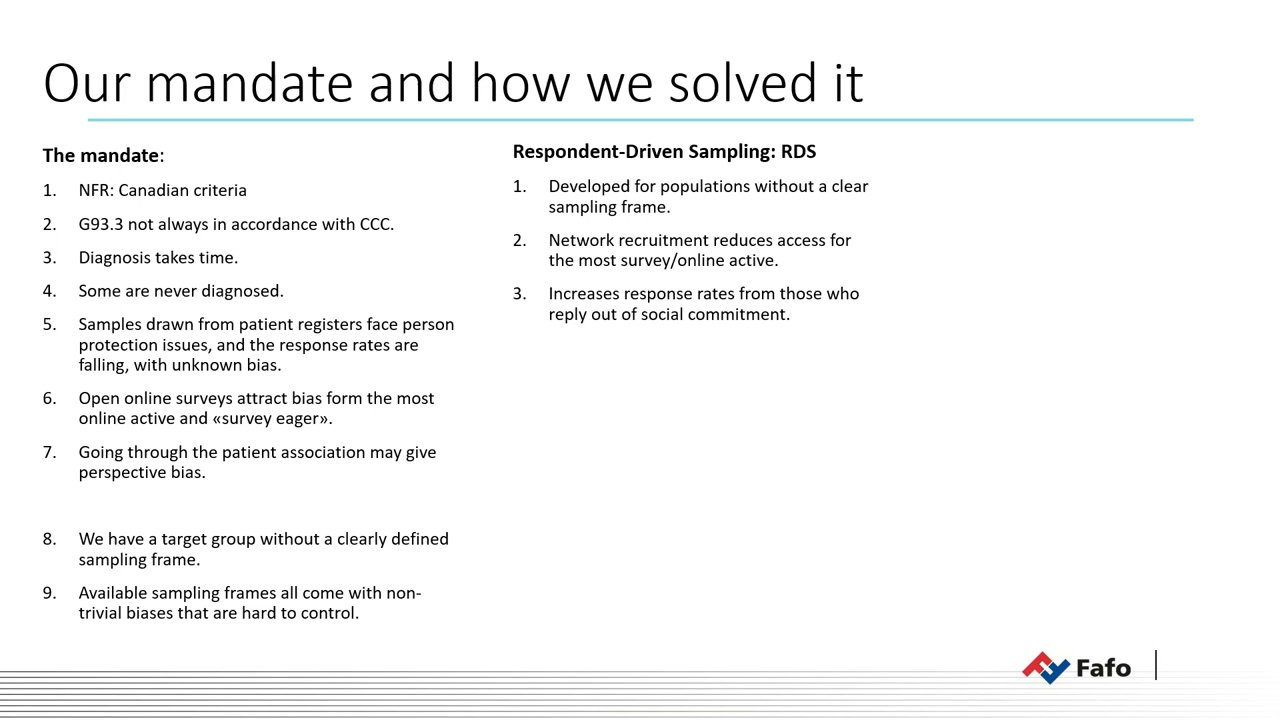 Our mandate and how we solved it
The mandate:
1. NFR: Canadian criteria
2. G93.3 not always in accordance with CCC.
3. Diagnosis takes time.
4. Some are never diagnosed.
5. Samples drawn from patient registers face person
protection issues, and the response rates are
falling, with unknown bias.
6. Open online surveys attract bias form the most
online active and «survey eager».
7. Going through the patient association may give
perspective bias.
8. We have a target group without a clearly defined
sampling frame.
9. Available sampling frames all come with non-
trivial biases that are hard to control.
Respondent-Driven Sampling: RDS
1. Developed for populations without a clear
sampling frame.
2. Network recruitment reduces access for
the most survey/online active.
3. Increases response rates from those who
reply out of social commitment.
Fafo